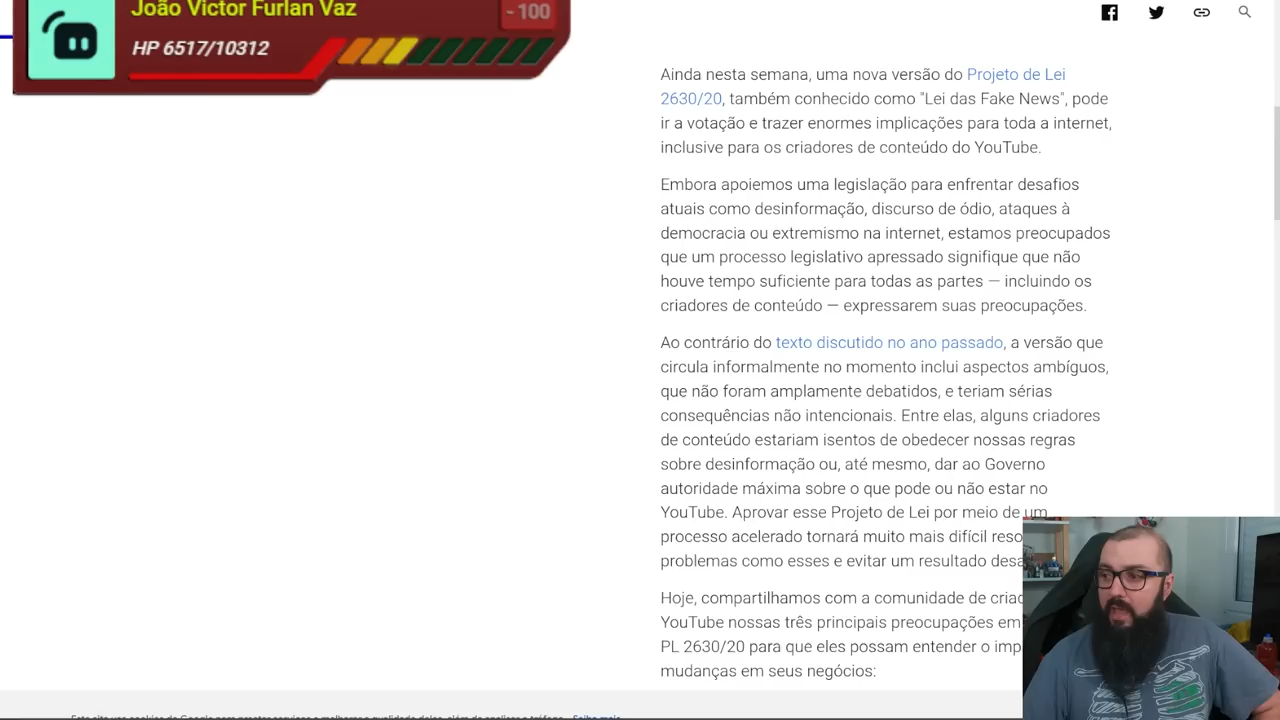 João Victor Furlan Vaz
-100
HP 6517/10312
Ainda nesta semana, uma nova versão do Projeto de Lei
2630/20, também conhecido como "Lei das Fake News", pode
ir a votação e trazer enormes implicações para toda a internet,
inclusive para os criadores de conteúdo do YouTube.
Embora apoiemos uma legislação para enfrentar desafios
atuais como desinformação, discurso de ódio, ataques à
democracia ou extremismo na internet, estamos preocupados
que um processo legislativo apressado signifique que não
houve tempo suficiente para todas as partes — incluindo os
criadores de conteúdo — expressarem suas preocupações.
Ao contrário do texto discutido no ano passado, a versão que
circula informalmente no momento inclui aspectos ambíguos,
que não foram amplamente debatidos, e teriam sérias
consequências não intencionais. Entre elas, alguns criadores
de conteúdo estariam isentos de obedecer nossas regras
sobre desinformação ou, até mesmo, dar ao Governo
autoridade máxima sobre o que pode ou não estar no
YouTube. Aprovar esse Projeto de Lei por meio de um
processo acelerado tornará muito mais difícil
problemas como esses e evitar um resultado
Hoje, compartilhamos com a comunidade de
YouTube nossas três principais preocupações
PL 2630/20 para que eles possam entender o
mudanças em seus negócios: